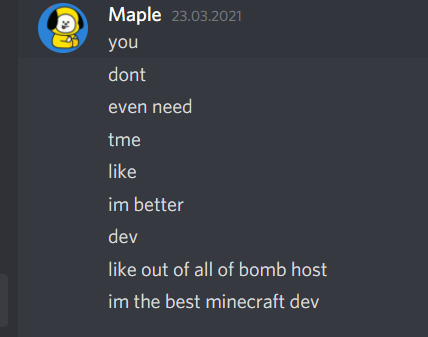 Maple 23.03.2021
you
dont
even need
tme
like
im better
dev
like out of all of bomb host
im the best minecraft dev